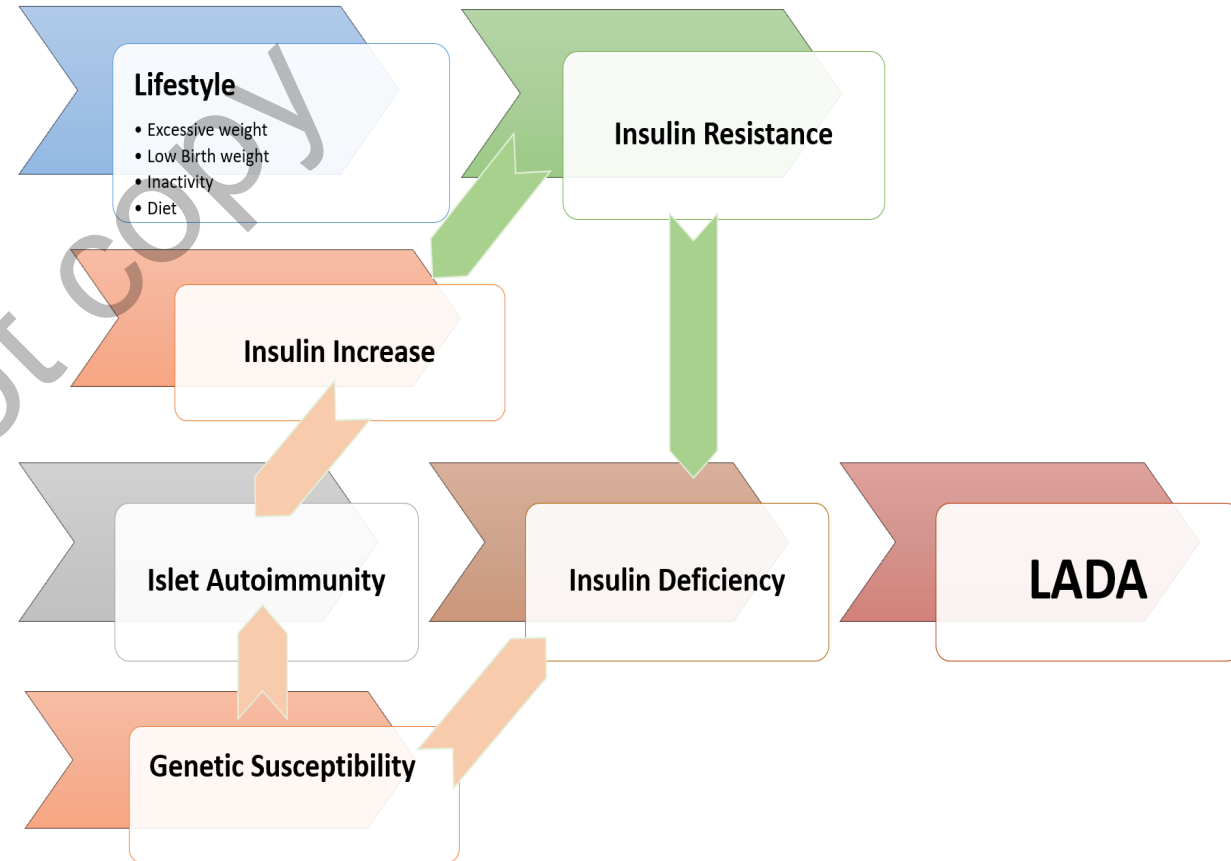 Lifestyle
• Excessive weight
• Low Birth weight
• Inactivity
• Diet
Insulin Resistance
Insulin Increase
Islet Autoimmunity
Insulin Deficiency
LADA
Genetic Susceptibility
copy